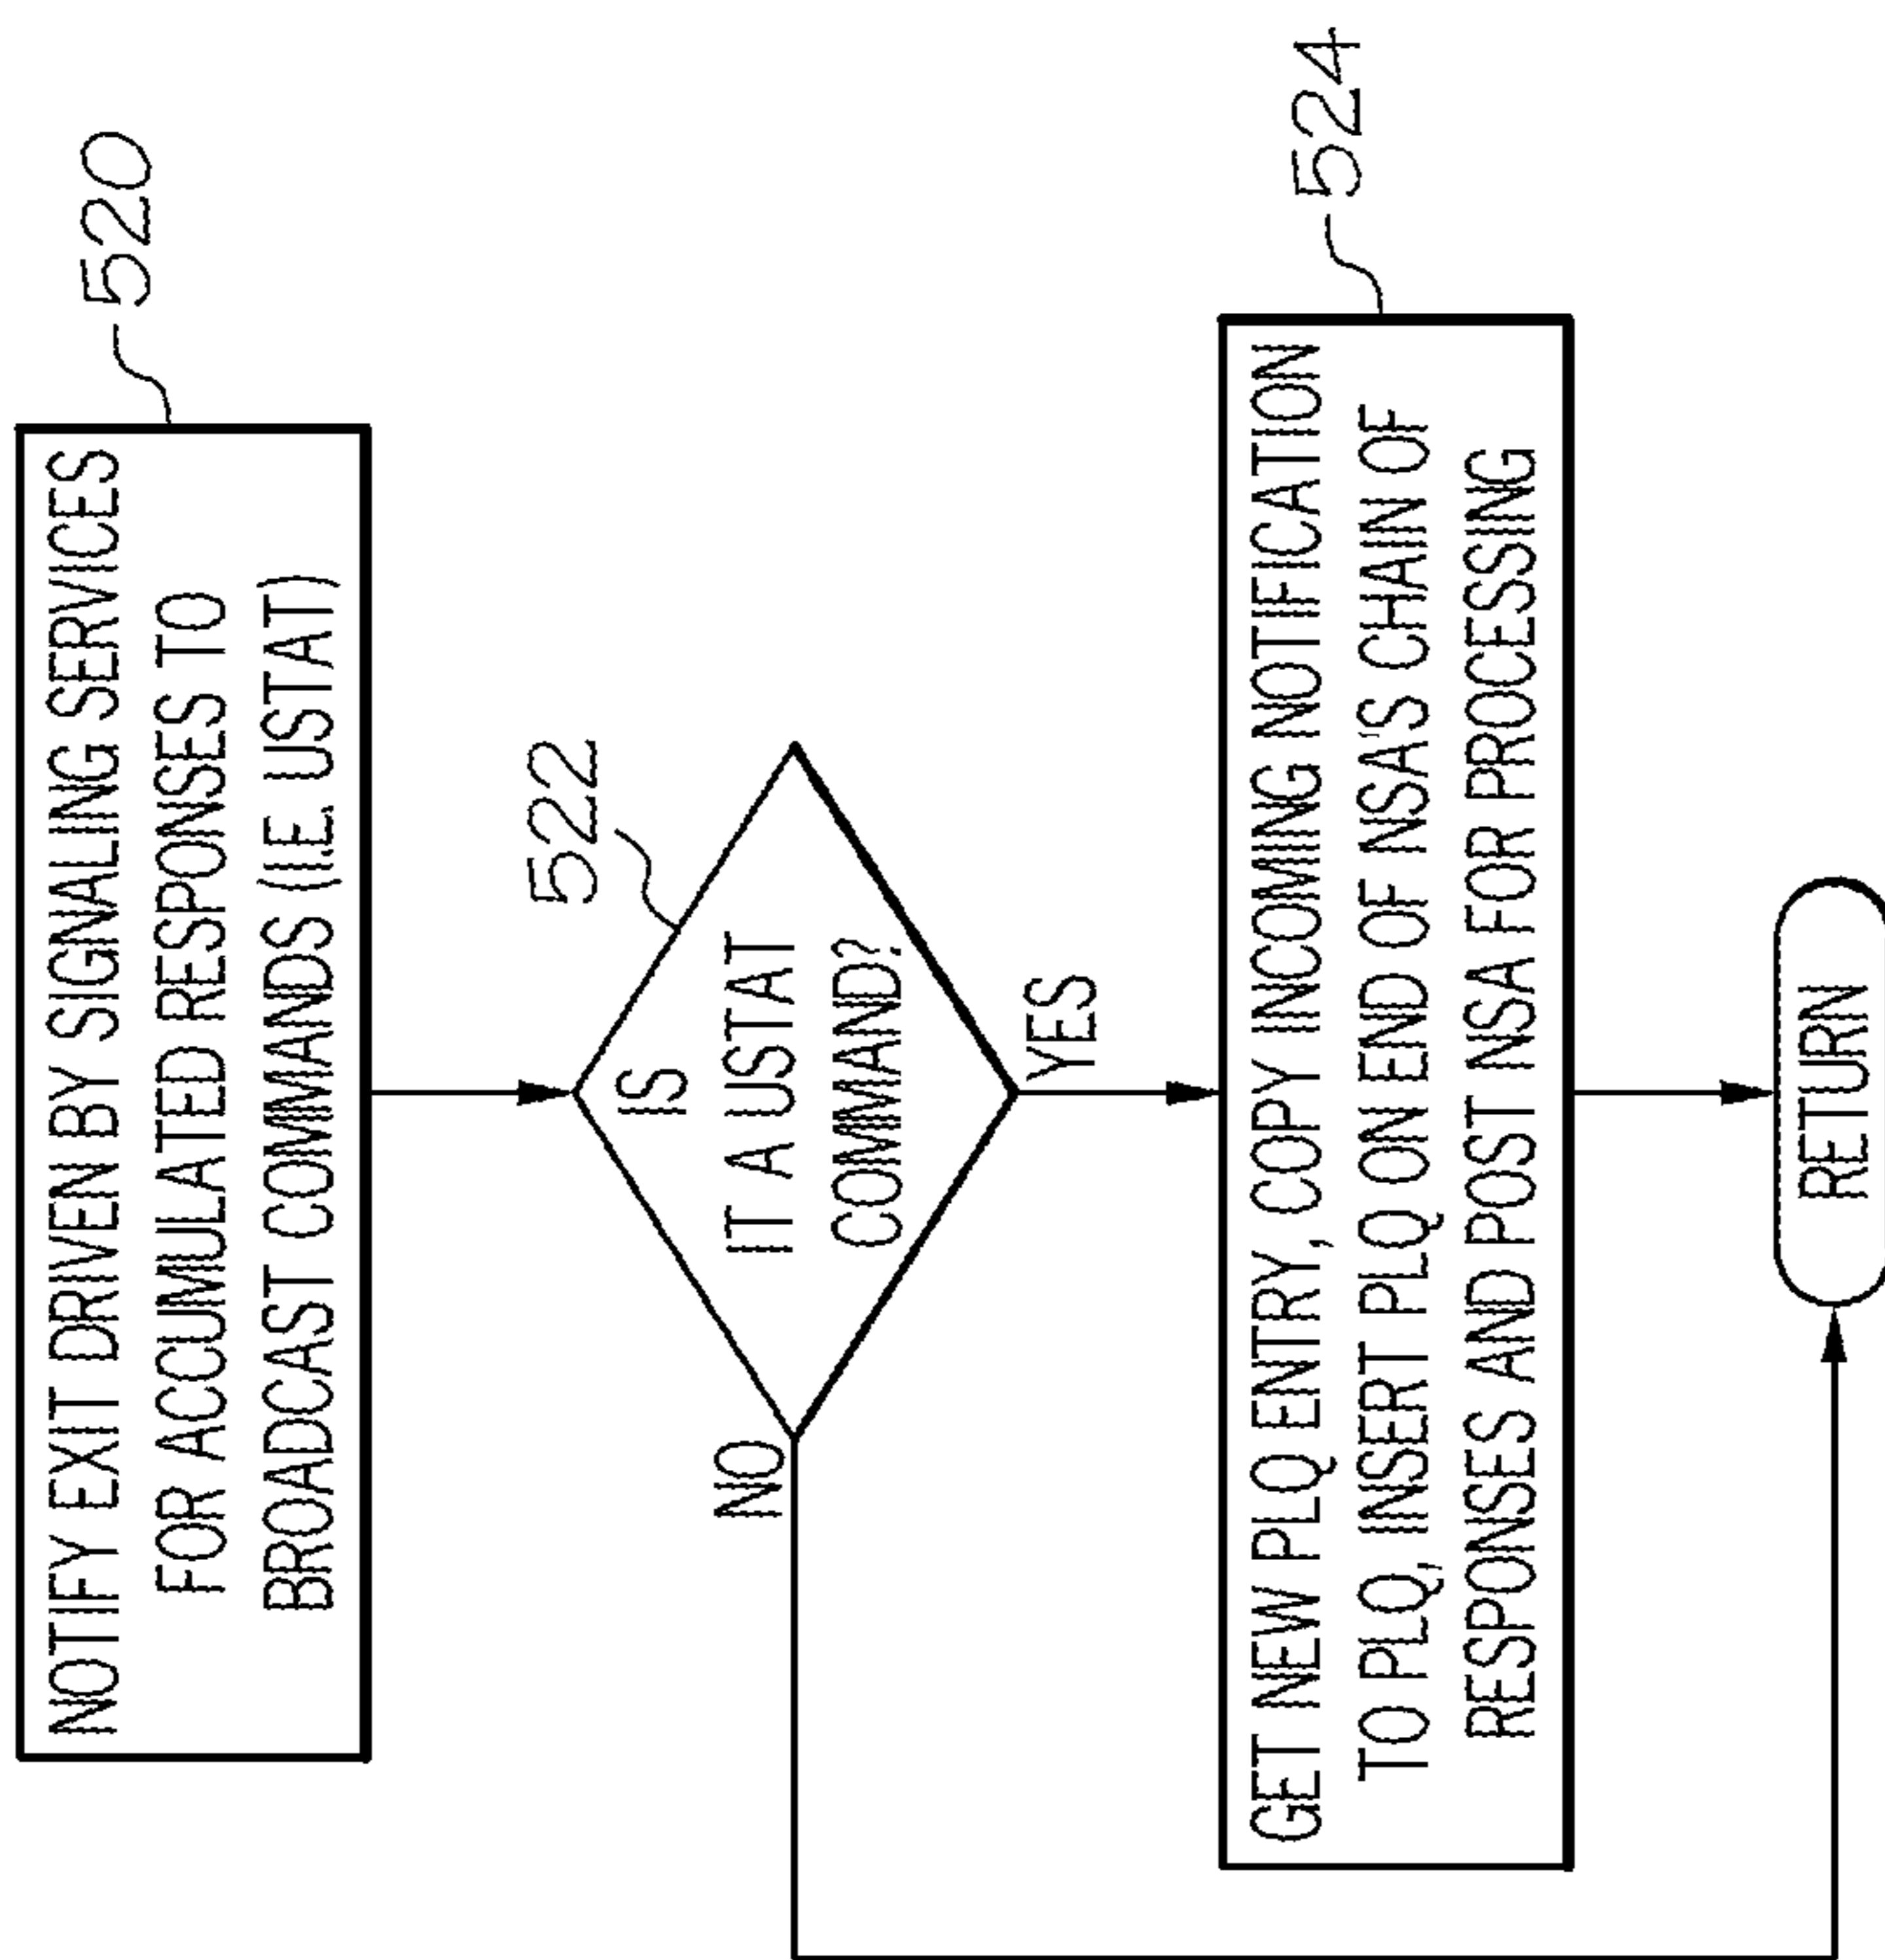 NOTIFY EXIT DRIVEN BY SIGNALING SERVICES
FOR ACCUMULATED RESPONSES TO
BROADCAST COMMANDS (I.E. USTAT)
520
IS
IT A USTAT
COMMAND?
522
NO
YES
GET NEW PLQ ENTRY, COPY INCOMING NOTIFICATION
TO PLQ, INSERT PLQ ON END OF NSA'S CHAIN OF
RESPONSES AND POST NSA FOR PROCESSING
524
RETURN